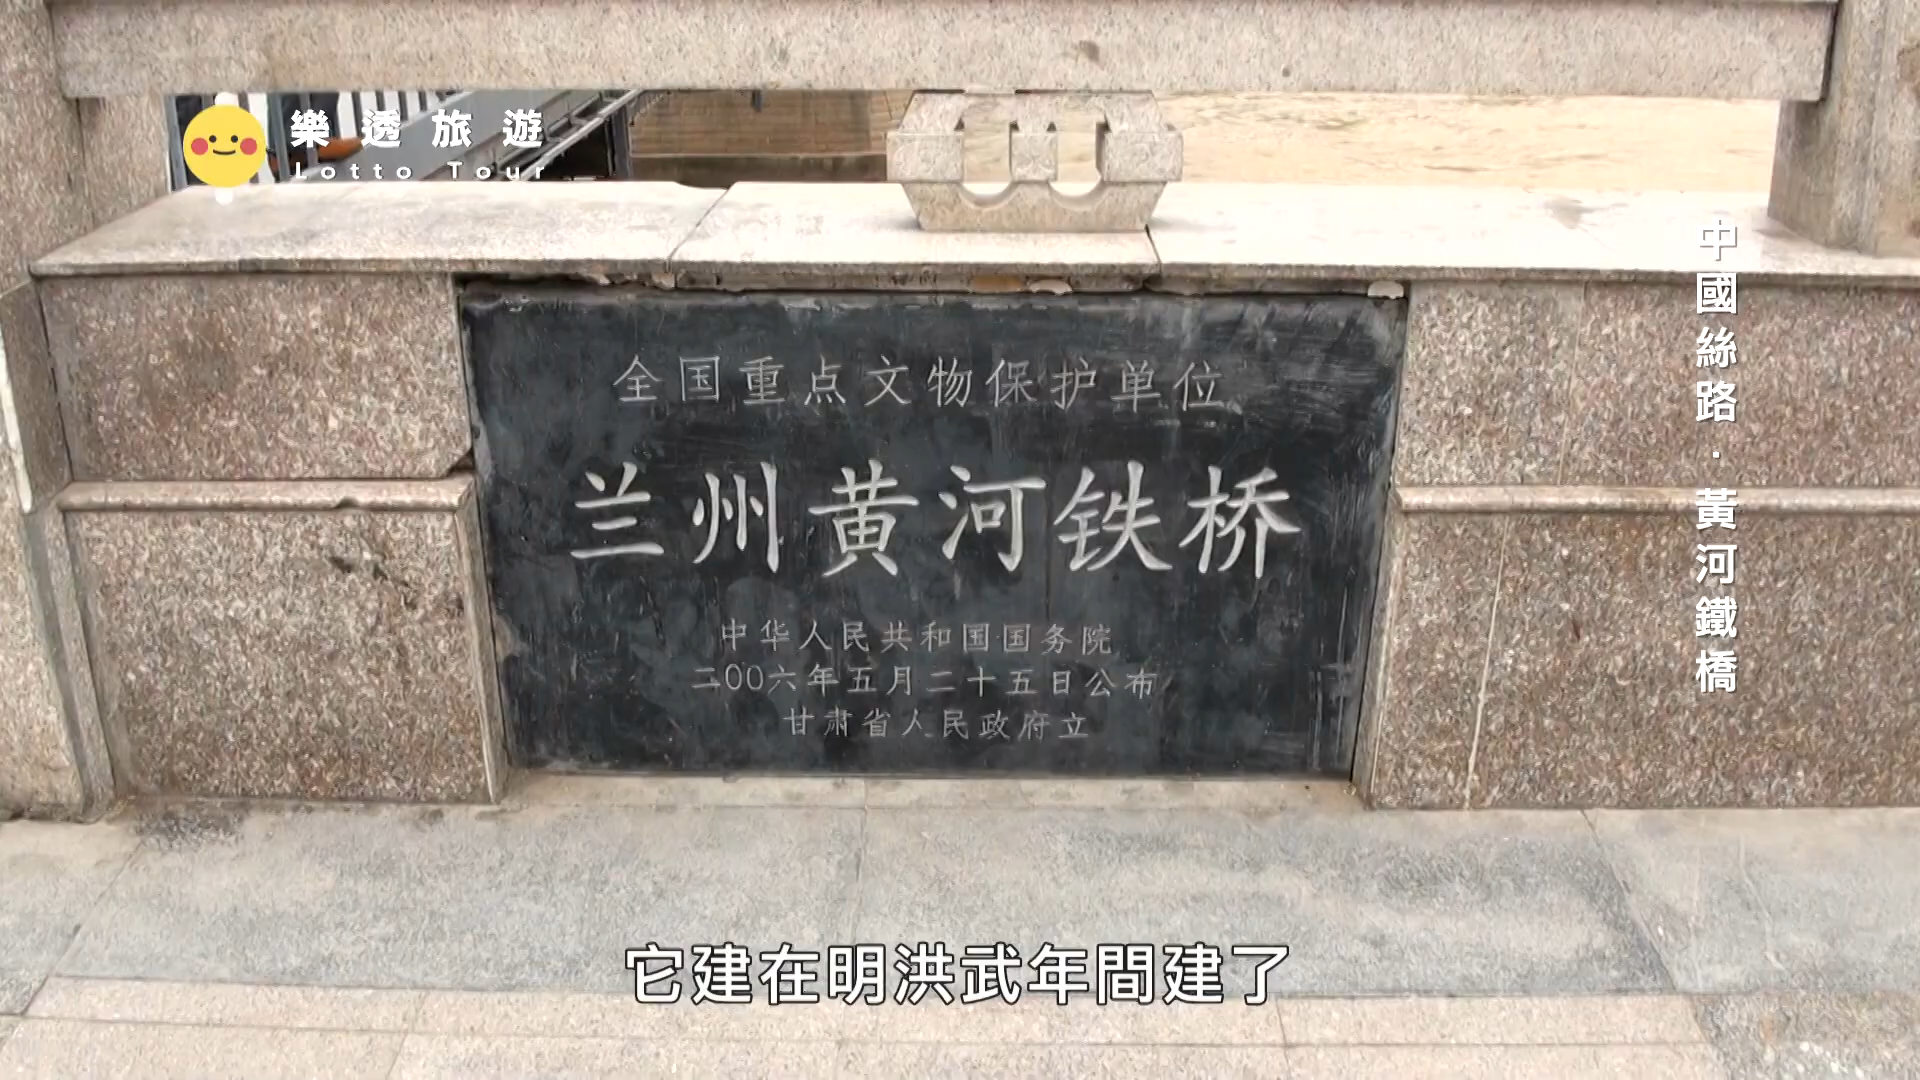 樂透旅遊
Lotto Tour
中國絲路·黃河鐵橋
全国重点文物保护单位
兰州黄河铁桥
中华人民共和国国务院
二00六年五月二十五日公布
甘肃省人民政府立
它建在明洪武年間建了